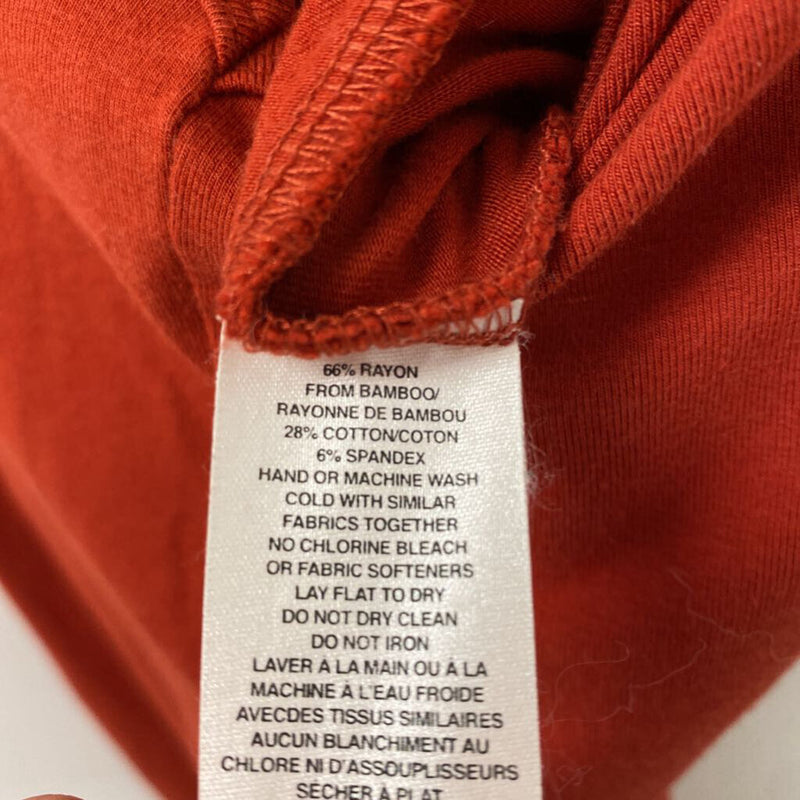 66% RAYON
FROM BAMBOO/
RAYONNE DE BAMBOU
28% COTTON/COTON
6% SPANDEX
HAND OR MACHINE WASH
COLD WITH SIMILAR
FABRICS TOGETHER
NO CHLORINE BLEACH
OR FABRIC SOFTENERS
LAY FLAT TO DRY
DO NOT DRY CLEAN
DO NOT IRON
LAVER À LA MAIN OU À LA
MACHINE À L'EAU FROIDE
AVECDES TISSUS SIMILAIRES
AUCUN BLANCHIMENT AU
CHLORE NI D'ASSOUPLISSEURS
SÉCHER À PLAT